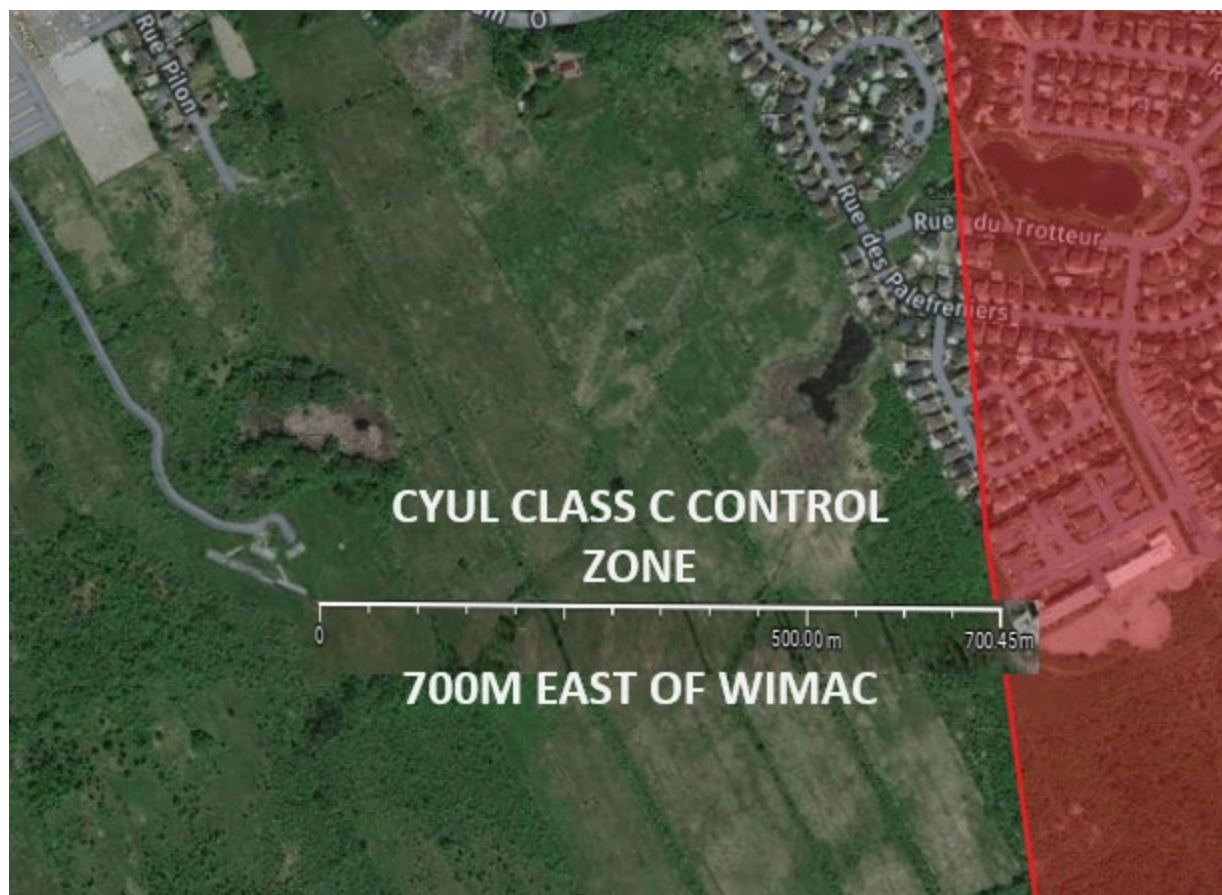 Rue Pilon
Rue du Trotteur
Rue des Palefreniers
CYUL CLASS C CONTROL
ZONE
0
500.00 m
700.45m
700M EAST OF WIMAC